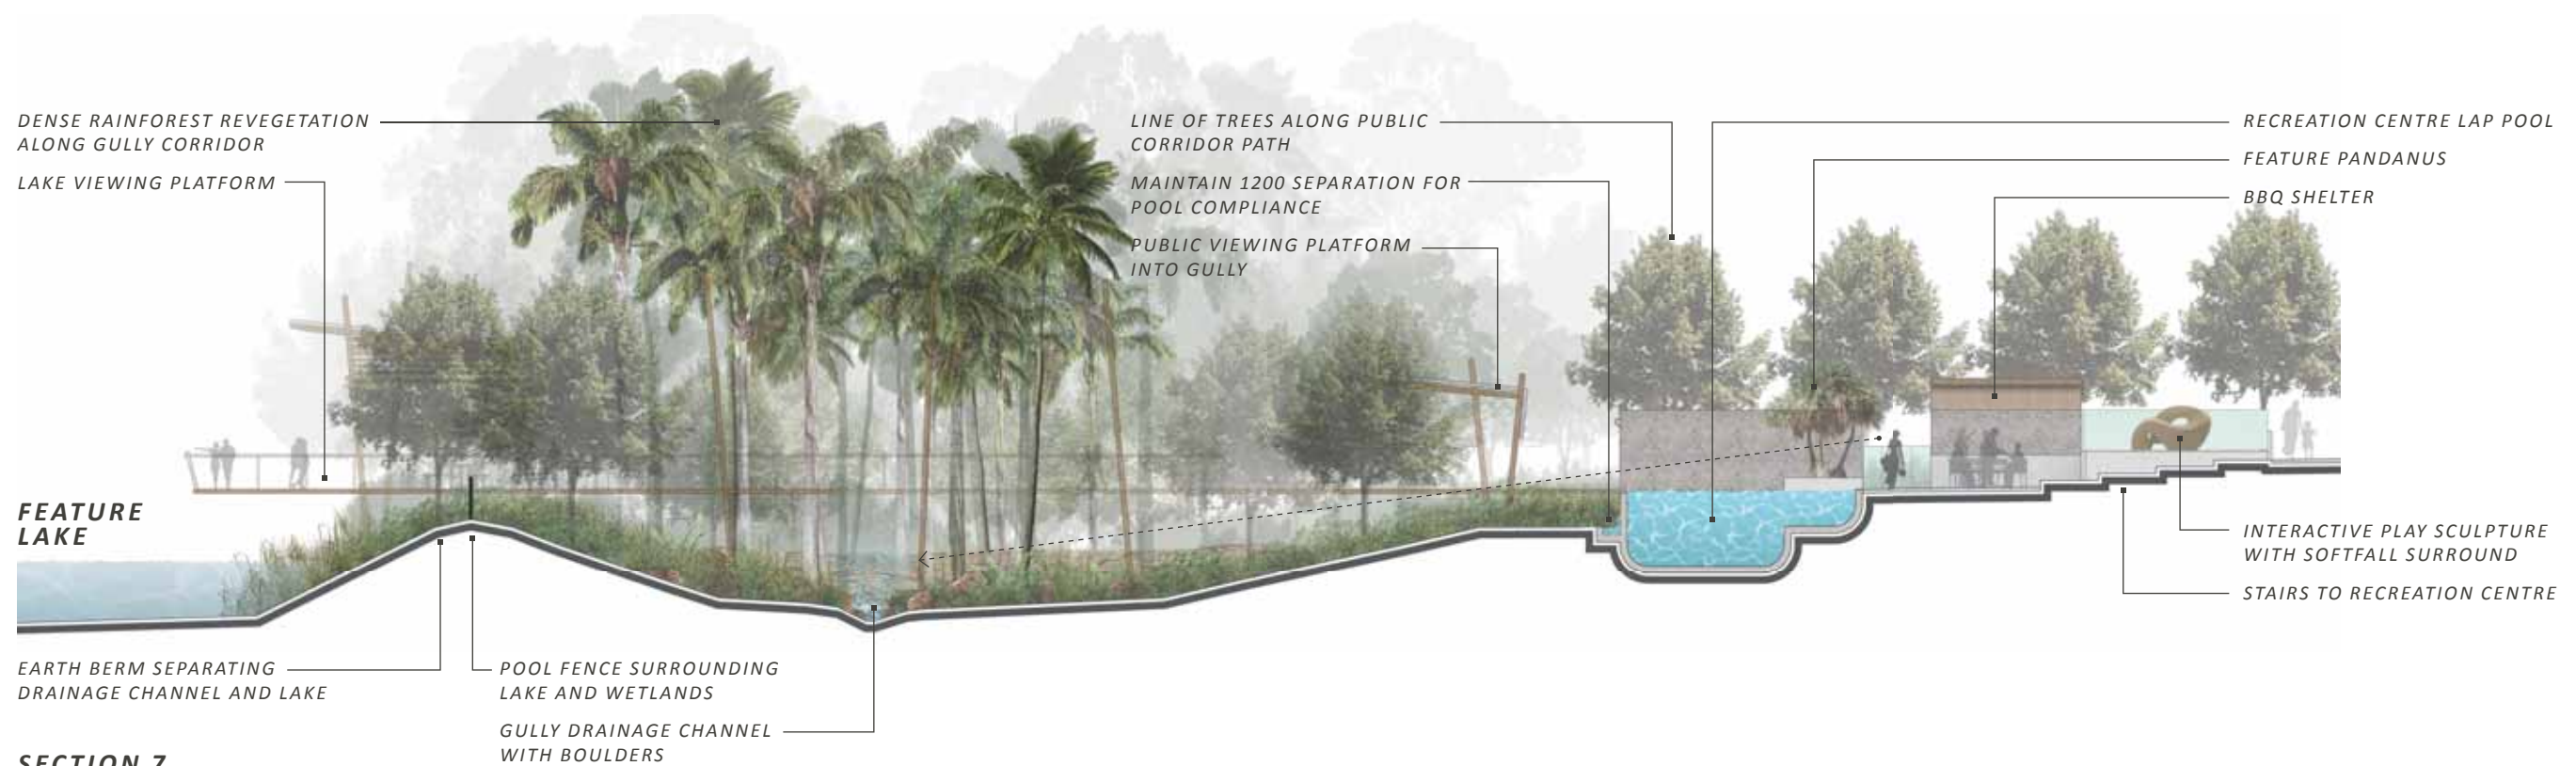 DENSE RAINFOREST REVEGETATION
ALONG GULLY CORRIDOR
LAKE VIEWING PLATFORM
LINE OF TREES ALONG PUBLIC
CORRIDOR PATH
MAINTAIN 1200 SEPARATION FOR
POOL COMPLIANCE
PUBLIC VIEWING PLATFORM
INTO GULLY
RECREATION CENTRE LAP POOL
FEATURE PANDANUS
BBQ SHELTER
FEATURE
LAKE
INTERACTIVE PLAY SCULPTURE
WITH SOFTFALL SURROUND
STAIRS TO RECREATION CENTRE
EARTH BERM SEPARATING
DRAINAGE CHANNEL AND LAKE
POOL FENCE SURROUNDING
LAKE AND WETLANDS
GULLY DRAINAGE CHANNEL
WITH BOULDERS
SECTION 7